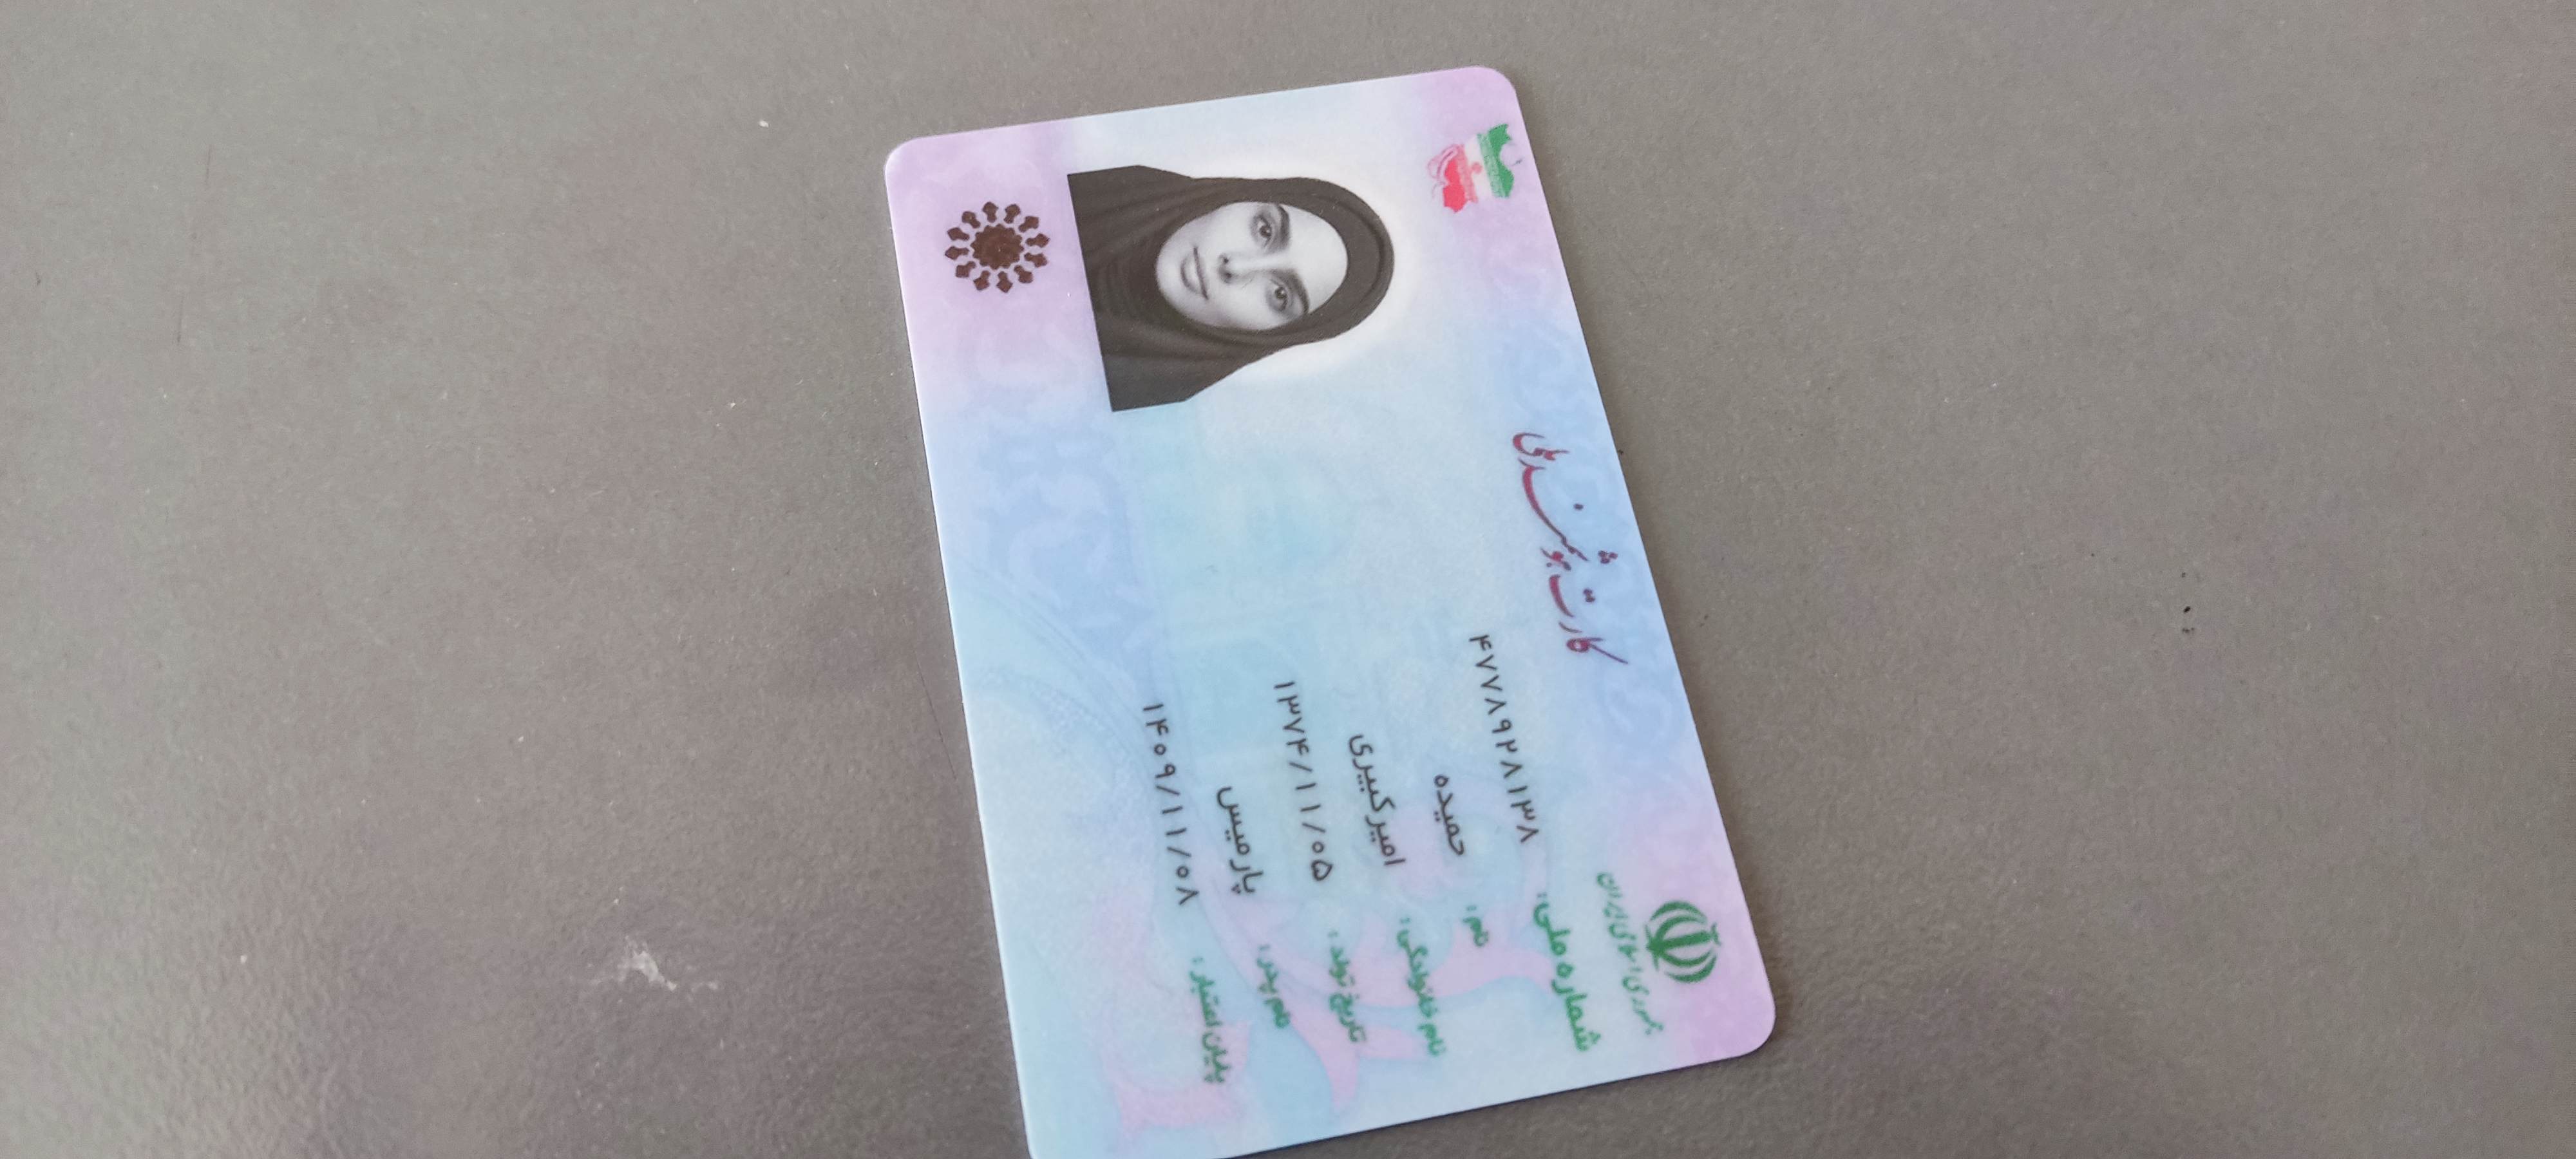 جمهوری اسلامی ایران
کارت هوشمند ملی
شماره ملی: ۴۷۷۸۹۲۸۱۳۸
نام: حمیده
نام خانوادگی: امیرکبیری
تاریخ تولد: ۱۳۷۴/۱۱/۰۵
نام پدر: پارمیس
پایان اعتبار: ۱۴۰۹/۱۱/۰۸